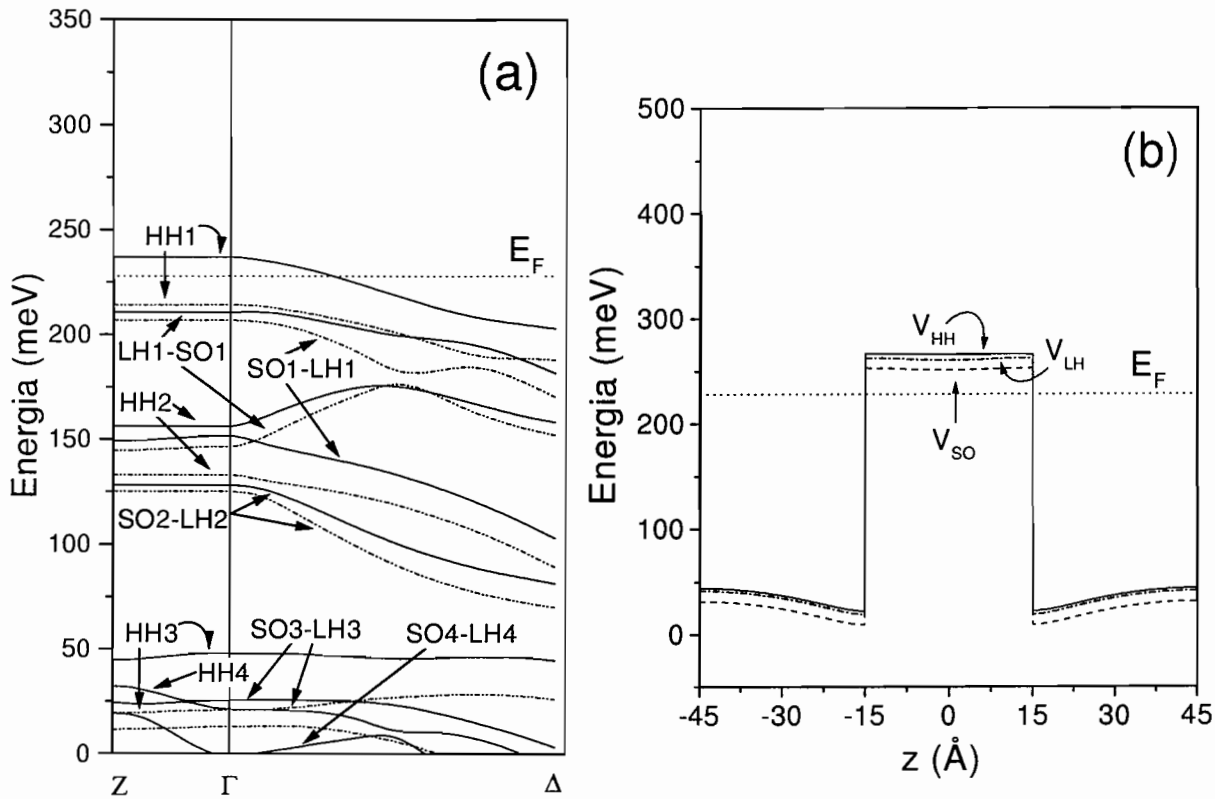 (a)
350
300
250
200
150
100
50
0
Energia (meV)
HH1
E_F
LH1-SO1
SO1-LH1
HH2
SO2-LH2
HH3
SO3-LH3
SO4-LH4
HH4
Z Γ Δ
(b)
500
400
300
200
100
0
Energia (meV)
V_HH
V_LH
E_F
V_SO
-45 -30 -15 0 15 30 45
z (Å)